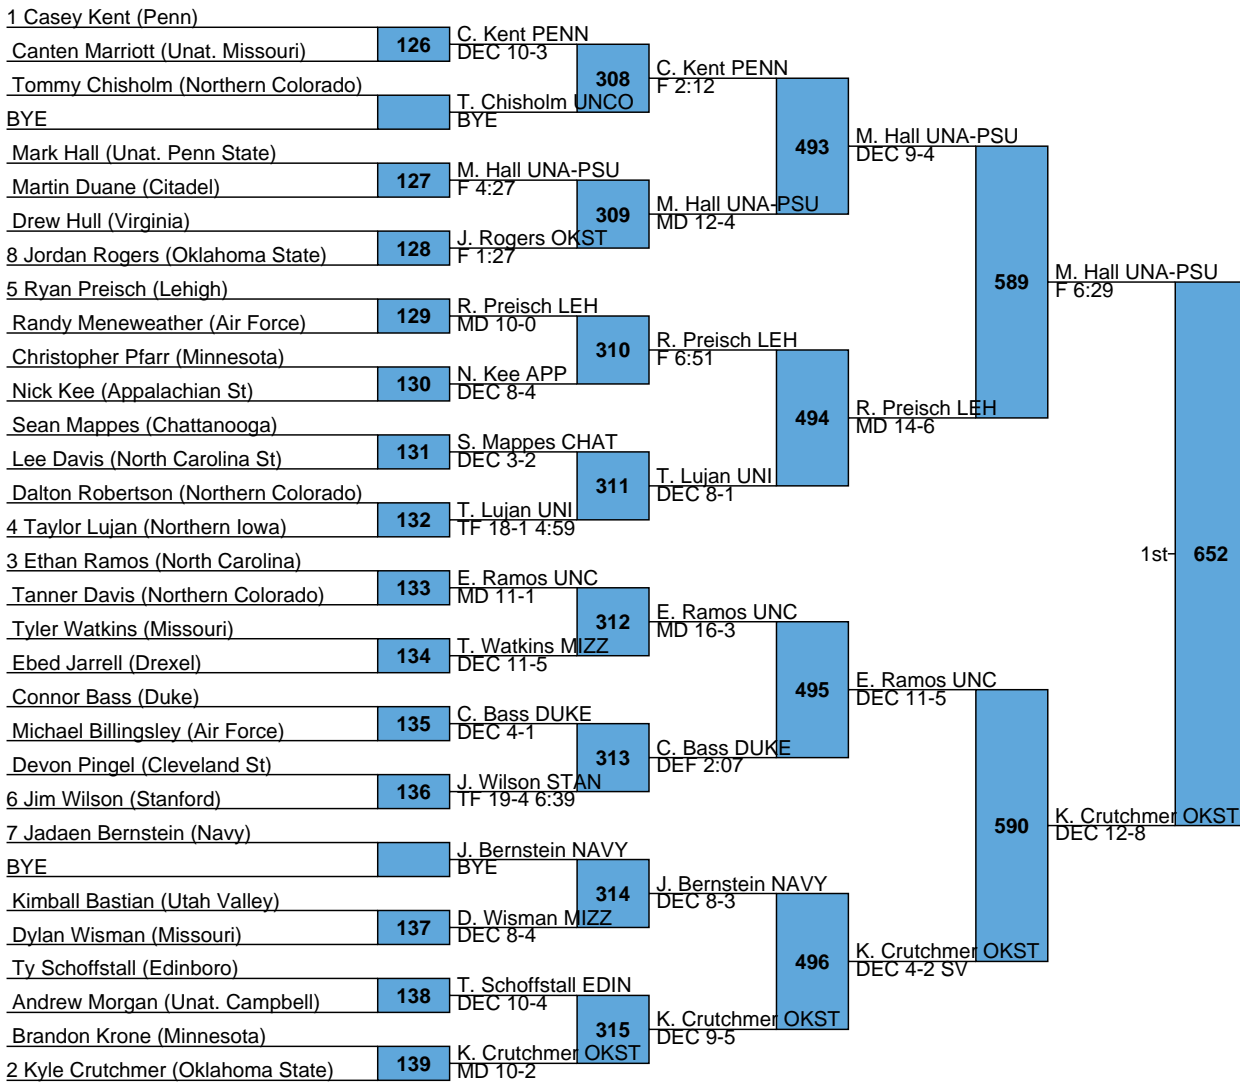 1 Casey Kent (Penn)
Canten Marriott (Unat. Missouri)
Tommy Chisholm (Northern Colorado)
BYE
Mark Hall (Unat. Penn State)
Martin Duane (Citadel)
Drew Hull (Virginia)
8 Jordan Rogers (Oklahoma State)
5 Ryan Preisch (Lehigh)
Randy Meneweather (Air Force)
Christopher Pfarr (Minnesota)
Nick Kee (Appalachian St)
Sean Mappes (Chattanooga)
Lee Davis (North Carolina St)
Dalton Robertson (Northern Colorado)
4 Taylor Lujan (Northern Iowa)
3 Ethan Ramos (North Carolina)
Tanner Davis (Northern Colorado)
Tyler Watkins (Missouri)
Ebed Jarrell (Drexel)
Connor Bass (Duke)
Michael Billingsley (Air Force)
Devon Pingel (Cleveland St)
6 Jim Wilson (Stanford)
7 Jadaen Bernstein (Navy)
BYE
Kimball Bastian (Utah Valley)
Dylan Wisman (Missouri)
Ty Schoffstall (Edinboro)
Andrew Morgan (Unat. Campbell)
Brandon Krone (Minnesota)
2 Kyle Crutchmer (Oklahoma State)
126
127
128
129
130
131
132
133
134
135
136
137
138
139
C. Kent PENN
DEC 10-3
T. Chisholm UNCO
BYE
M. Hall UNA-PSU
F 4:27
J. Rogers OKST
F 1:27
R. Preisch LEH
MD 10-0
N. Kee APP
DEC 8-4
S. Mappes CHAT
DEC 3-2
T. Lujan UNI
TF 18-1 4:59
E. Ramos UNC
MD 11-1
T. Watkins MIZZ
DEC 11-5
C. Bass DUKE
DEC 4-1
J. Wilson STAN
TF 19-4 6:39
J. Bernstein NAVY
BYE
D. Wisman MIZZ
DEC 8-4
T. Schoffstall EDIN
DEC 10-4
K. Crutchmer OKST
MD 10-2
308
309
310
311
312
313
314
315
C. Kent PENN
F 2:12
M. Hall UNA-PSU
MD 12-4
R. Preisch LEH
F 6:51
T. Lujan UNI
DEC 8-1
E. Ramos UNC
MD 16-3
C. Bass DUKE
DEF 2:07
J. Bernstein NAVY
DEC 8-3
K. Crutchmer OKST
DEC 9-5
493
494
495
496
M. Hall UNA-PSU
DEC 9-4
R. Preisch LEH
MD 14-6
E. Ramos UNC
DEC 11-5
K. Crutchmer OKST
DEC 4-2 SV
589
590
M. Hall UNA-PSU
F 6:29
K. Crutchmer OKST
DEC 12-8
1st
652